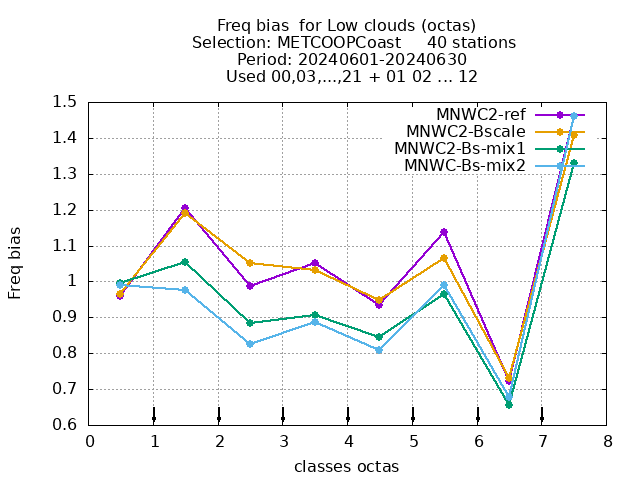 Freq bias  for Low clouds (octas)
Selection: METCOOPCoast     40 stations
Period: 20240601-20240630
Used 00,03,...,21 + 01 02 ... 12
MNWC2-ref
MNWC2-Bscale
MNWC2-Bs-mix1
MNWC-Bs-mix2
1.5
1.4
1.3
1.2
1.1
1
0.9
0.8
0.7
0.6
Freq bias
0 1 2 3 4 5 6 7 8
classes octas